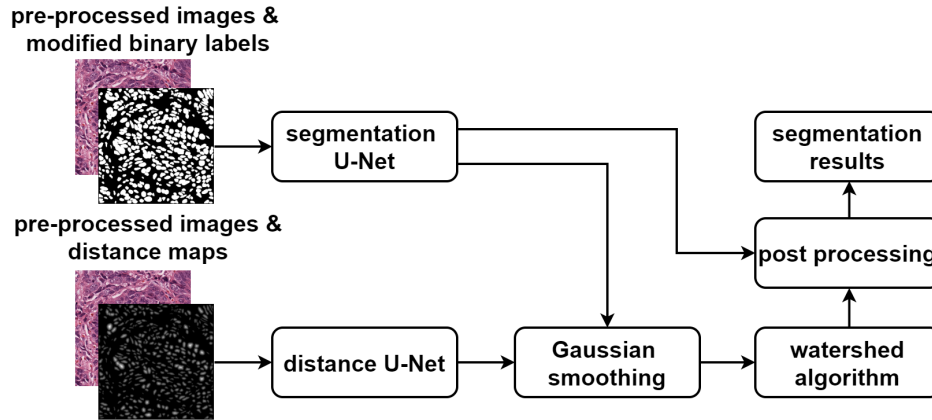 pre-processed images &
modified binary labels
segmentation
U-Net
segmentation
results
pre-processed images &
distance maps
post processing
distance U-Net
Gaussian
smoothing
watershed
algorithm